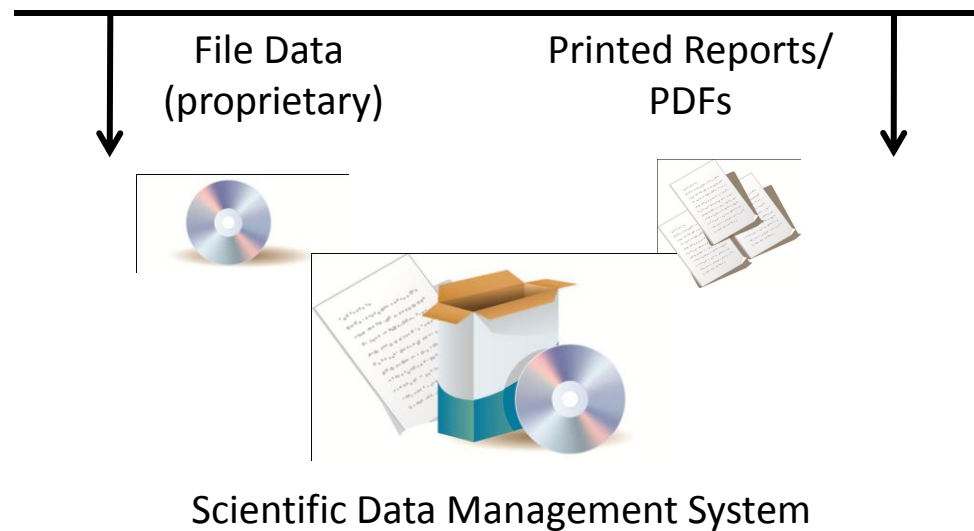 File Data
(proprietary)
Printed Reports/
PDFs
Scientific Data Management System